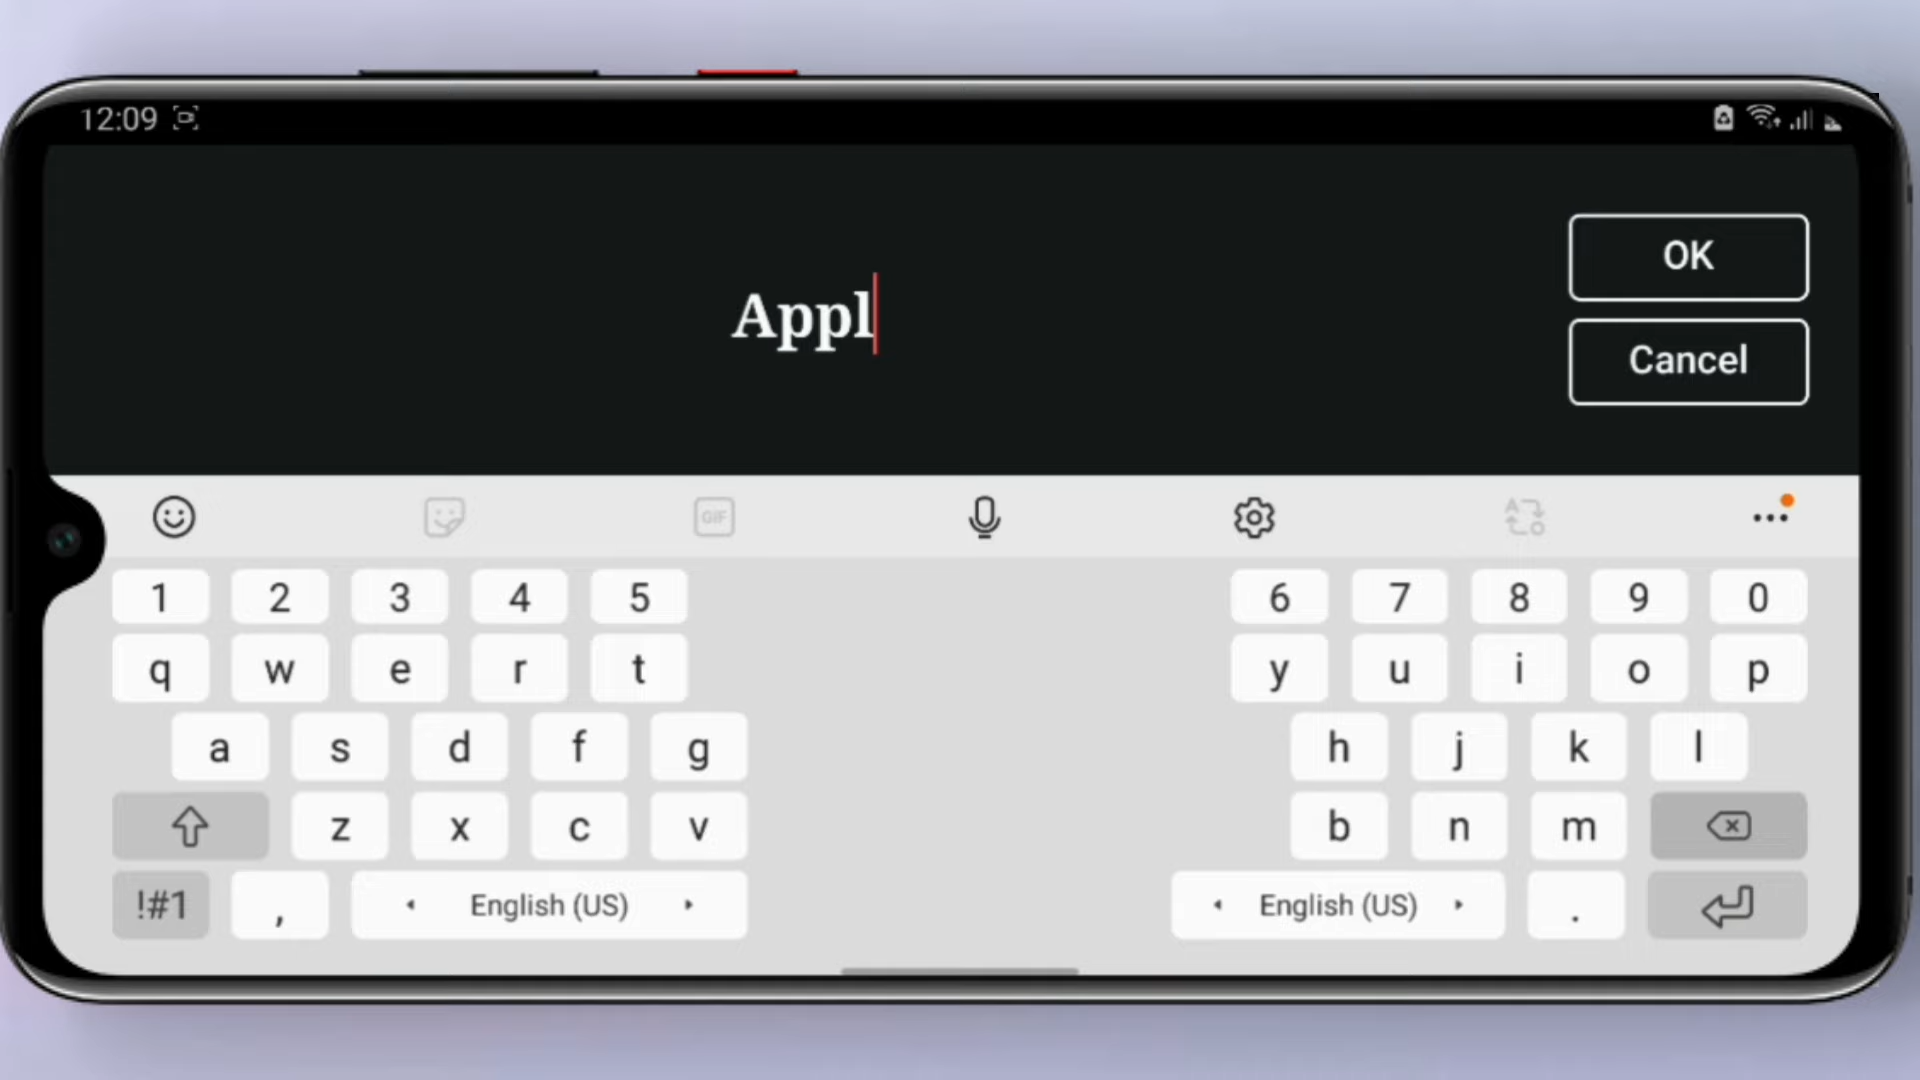 12:09
Appl
OK
Cancel
GIF
1 2 3 4 5 6 7 8 9 0
q w e r t y u i o p
a s d f g h j k l
z x c v b n m
!#1 , English (US) English (US) .